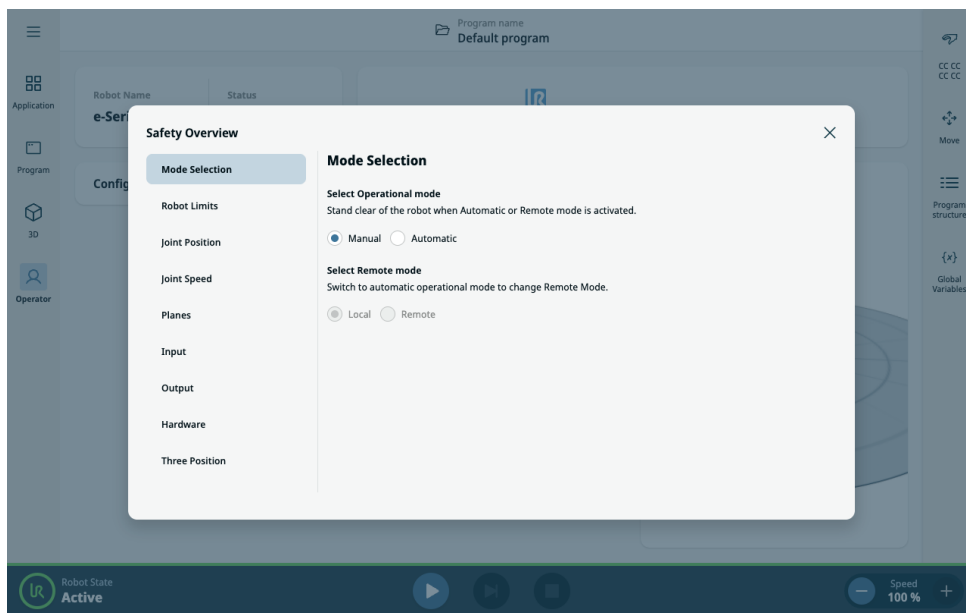 Program name
Default program
Application
Program
3D
Operator
Robot Name
Status
e-Seri
Config
Safety Overview
Mode Selection
Robot Limits
Joint Position
Joint Speed
Planes
Input
Output
Hardware
Three Position
Mode Selection
Select Operational mode
Stand clear of the robot when Automatic or Remote mode is activated.
Manual Automatic
Select Remote mode
Switch to automatic operational mode to change Remote Mode.
Local Remote
CC CC
CC CC
Move
Program
structure
{x}
Global
Variables
Robot State
Active
Speed
100 %